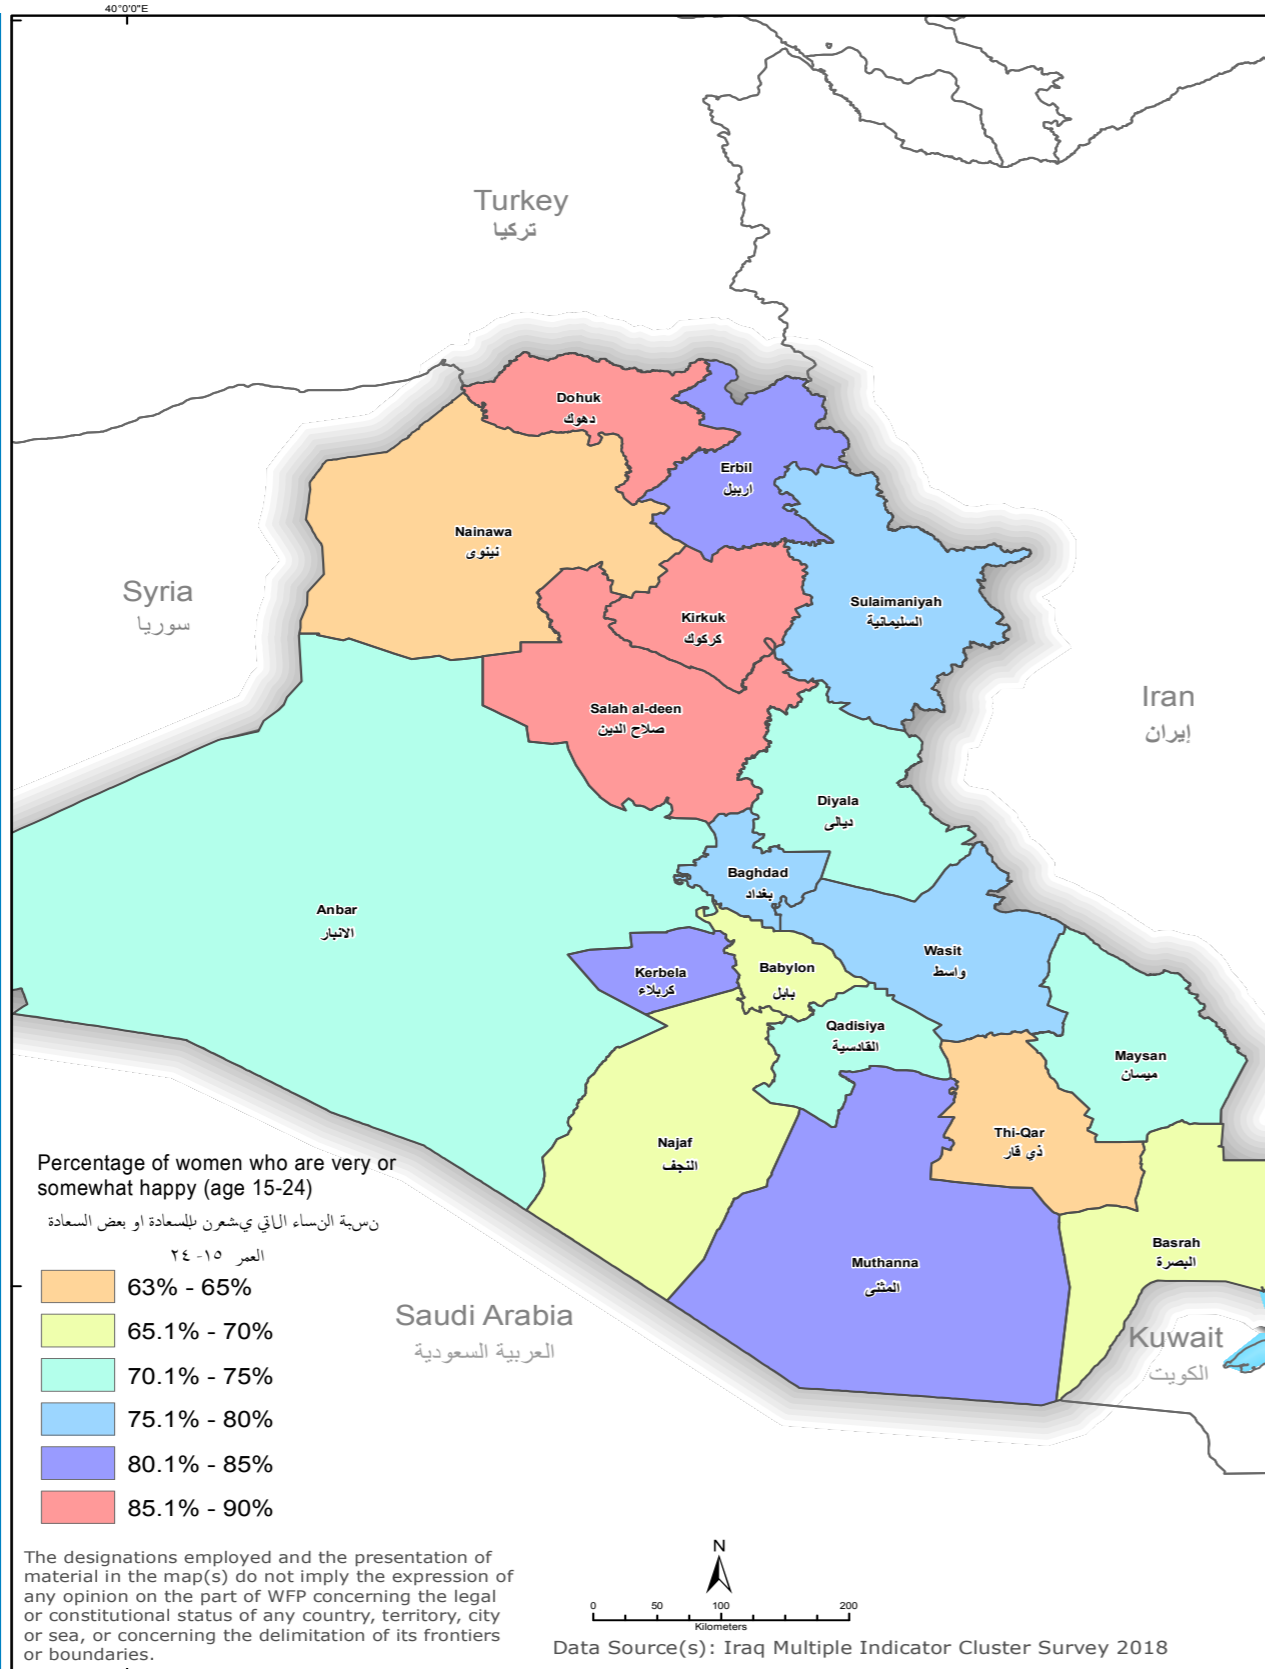 40°0'0"E
Turkey
تركيا
Dohuk
دهوك
Erbil
اربيل
Nainawa
نينوى
Syria
سوريا
Kirkuk
كركوك
Sulaimaniyah
السليمانية
Iran
إيران
Salah al-deen
صلاح الدين
Diyala
ديالى
Baghdad
بغداد
Anbar
الانبار
Kerbela
كربلاء
Babylon
بابل
Wasit
واسط
Qadisiya
القادسية
Maysan
ميسان
Najaf
النجف
Thi-Qar
ذي قار
Muthanna
المثنى
Basrah
البصرة
Saudi Arabia
العربية السعودية
Kuwait
الكويت
Percentage of women who are very or
somewhat happy (age 15-24)
نسبة النساء الاتي يشعرن بالسعادة او بعض السعادة
العمر ١٥- ٢٤
63% - 65%
65.1% - 70%
70.1% - 75%
75.1% - 80%
80.1% - 85%
85.1% - 90%
The designations employed and the presentation of
material in the map(s) do not imply the expression of
any opinion on the part of WFP concerning the legal
or constitutional status of any country, territory, city
or sea, or concerning the delimitation of its frontiers
or boundaries.
N
0 50 100 200
Kilometers
Data Source(s): Iraq Multiple Indicator Cluster Survey 2018